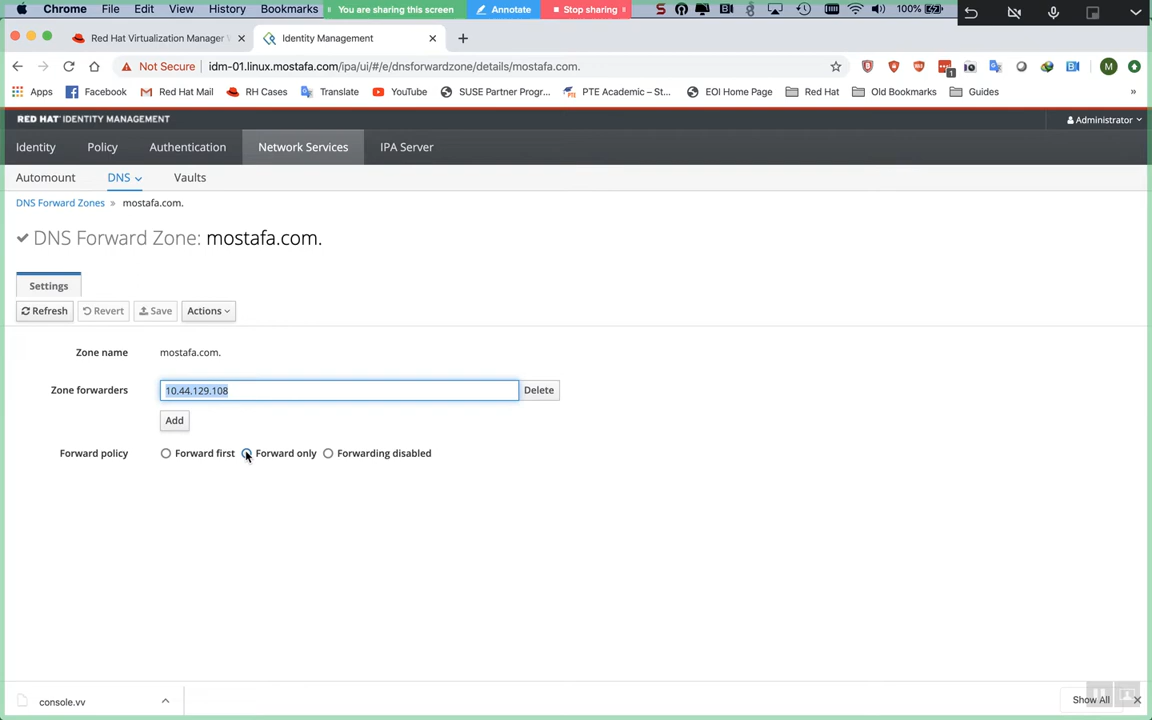 Chrome File Edit View History Bookmarks You are sharing this screen Annotate Stop sharing 100%
Red Hat Virtualization Manager Identity Management
Not Secure idm-01.linux.mostafa.com/ipa/ui/#/e/dnsforwardzone/details/mostafa.com. 1 M
Apps Facebook Red Hat Mail RH Cases Translate YouTube SUSE Partner Progr... PTE Academic – St... EOI Home Page Red Hat Old Bookmarks Guides »
RED HAT IDENTITY MANAGEMENT Administrator
Identity Policy Authentication Network Services IPA Server
Automount DNS Vaults
DNS Forward Zones » mostafa.com.
DNS Forward Zone: mostafa.com.
Settings
Refresh Revert Save Actions
Zone name mostafa.com.
Zone forwarders 10.44.129.108 Delete
Add
Forward policy Forward first Forward only Forwarding disabled
console.vv Show All